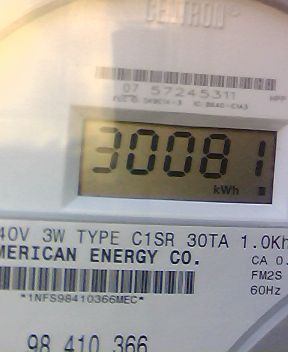 CENTRON®
07 57245311
30081
kWh
40V 3W TYPE C1SR 30TA 1.0Kh
MERICAN ENERGY CO.
CA 0.
FM2S
*1NFS98410366MEC*
60Hz
98 410 366